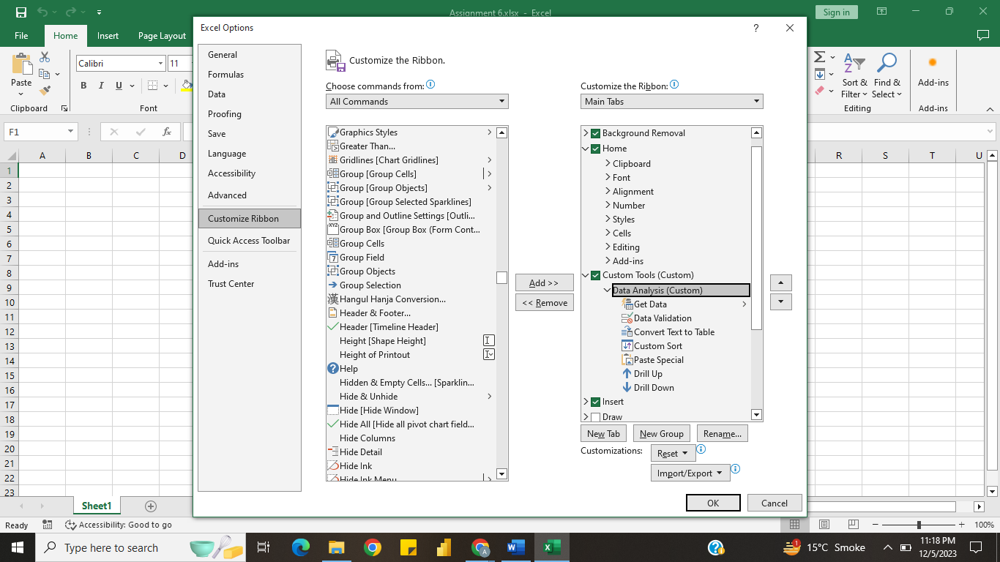 Assignment 6.xlsx - Excel
Sign in
File
Home
Insert
Page Layout
Paste
Clipboard
Calibri
11
B
I
U
Font
Σ
Sort & Filter
Find & Select
Editing
Add-ins
Add-ins
F1
fx
A
B
C
D
R
S
T
U
1
2
3
4
5
6
7
8
9
10
11
12
13
14
15
16
17
18
19
20
21
22
23
Excel Options
?
General
Formulas
Data
Proofing
Save
Language
Accessibility
Advanced
Customize Ribbon
Quick Access Toolbar
Add-ins
Trust Center
Customize the Ribbon.
Choose commands from:
All Commands
Graphics Styles
Greater Than...
Gridlines [Chart Gridlines]
Group [Group Cells]
Group [Group Objects]
Group [Group Selected Sparklines]
Group and Outline Settings [Outli...
XYZ
Group Box [Group Box (Form Cont...
Group Cells
Group Field
Group Objects
Group Selection
漢 Hangul Hanja Conversion...
Header & Footer...
Header [Timeline Header]
Height [Shape Height]
Height of Printout
Help
Hidden & Empty Cells... [Sparklin...
Hide & Unhide
Hide [Hide Window]
Hide All [Hide all pivot chart field...
Hide Columns
Hide Detail
Hide Ink
Hide Ink Menu
Add >>
<< Remove
Customize the Ribbon:
Main Tabs
Background Removal
Home
Clipboard
Font
Alignment
Number
Styles
Cells
Editing
Add-ins
Custom Tools (Custom)
Data Analysis (Custom)
Get Data
Data Validation
Convert Text to Table
Custom Sort
Paste Special
Drill Up
Drill Down
Insert
Draw
New Tab
New Group
Rename...
Customizations:
Reset
Import/Export
OK
Cancel
Sheet1
Ready
Accessibility: Good to go
100%
Type here to search
A
W
X
1
15°C Smoke
11:18 PM
12/5/2023